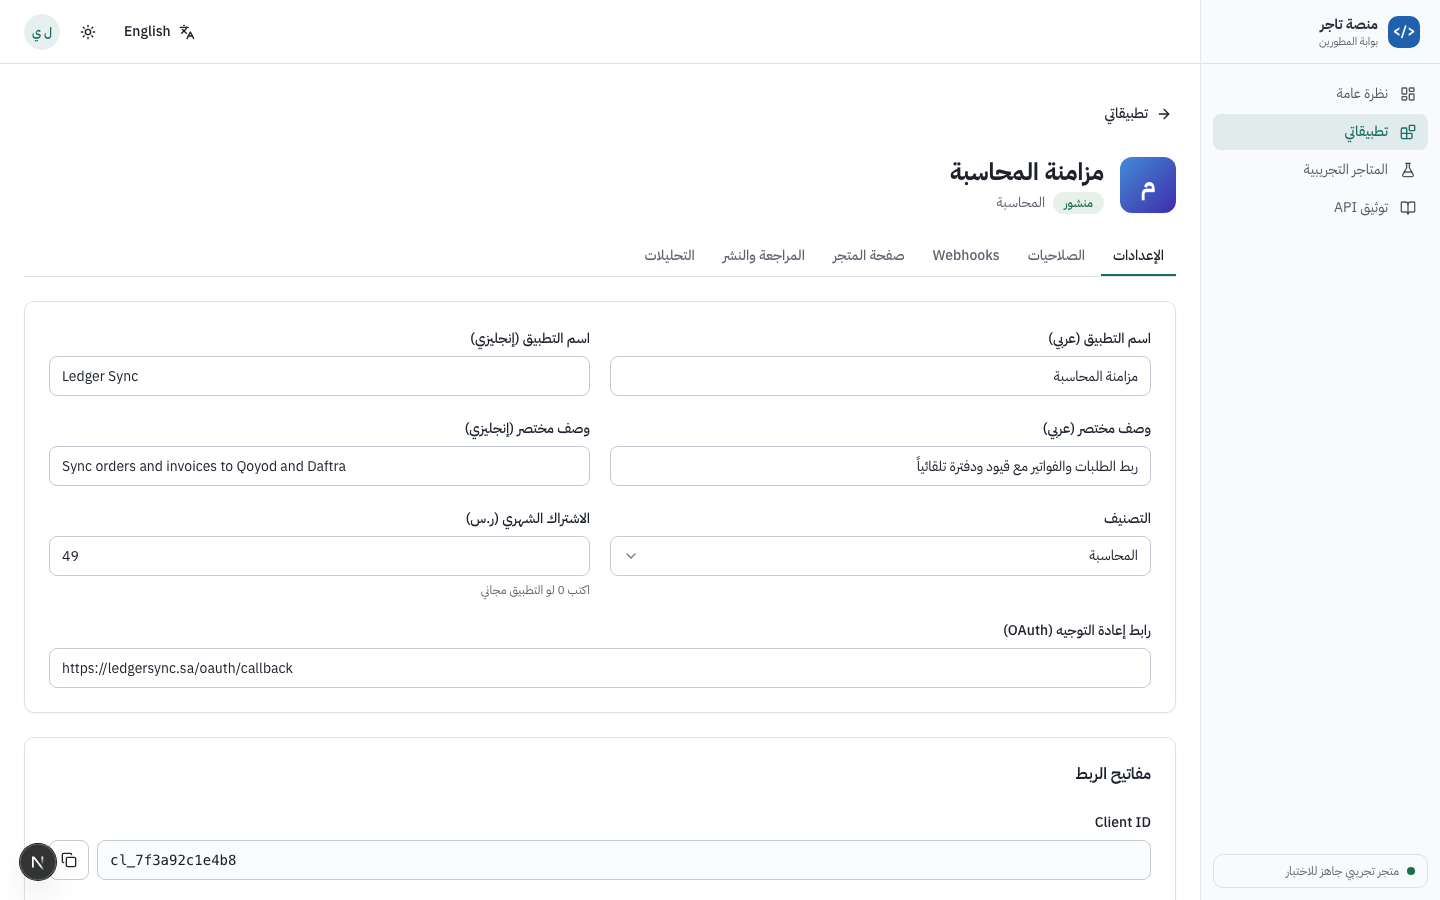 منصة تاجر
بوابة المطورين
</>
نظرة عامة
تطبيقاتي
المتاجر التجريبية
توثيق API
متجر تجريبي جاهز للاختبار
English
ل ي
تطبيقاتي
م
مزامنة المحاسبة
منشور المحاسبة
الإعدادات الصلاحيات Webhooks صفحة المتجر المراجعة والنشر التحليلات
اسم التطبيق (عربي)
مزامنة المحاسبة
اسم التطبيق (إنجليزي)
Ledger Sync
وصف مختصر (عربي)
ربط الطلبات والفواتير مع قيود ودفترة تلقائياً
وصف مختصر (إنجليزي)
Sync orders and invoices to Qoyod and Daftra
التصنيف
المحاسبة
الاشتراك الشهري (ر.س)
49
اكتب 0 لو التطبيق مجاني
رابط إعادة التوجيه (OAuth)
https://ledgersync.sa/oauth/callback
مفاتيح الربط
Client ID
cl_7f3a92c1e4b8
N